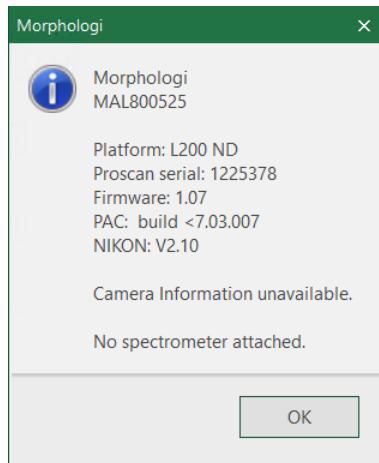 Morphologi
Morphologi
MAL800525
Platform: L200 ND
Proscan serial: 1225378
Firmware: 1.07
PAC:  build <7.03.007
NIKON: V2.10
Camera Information unavailable.
No spectrometer attached.
OK